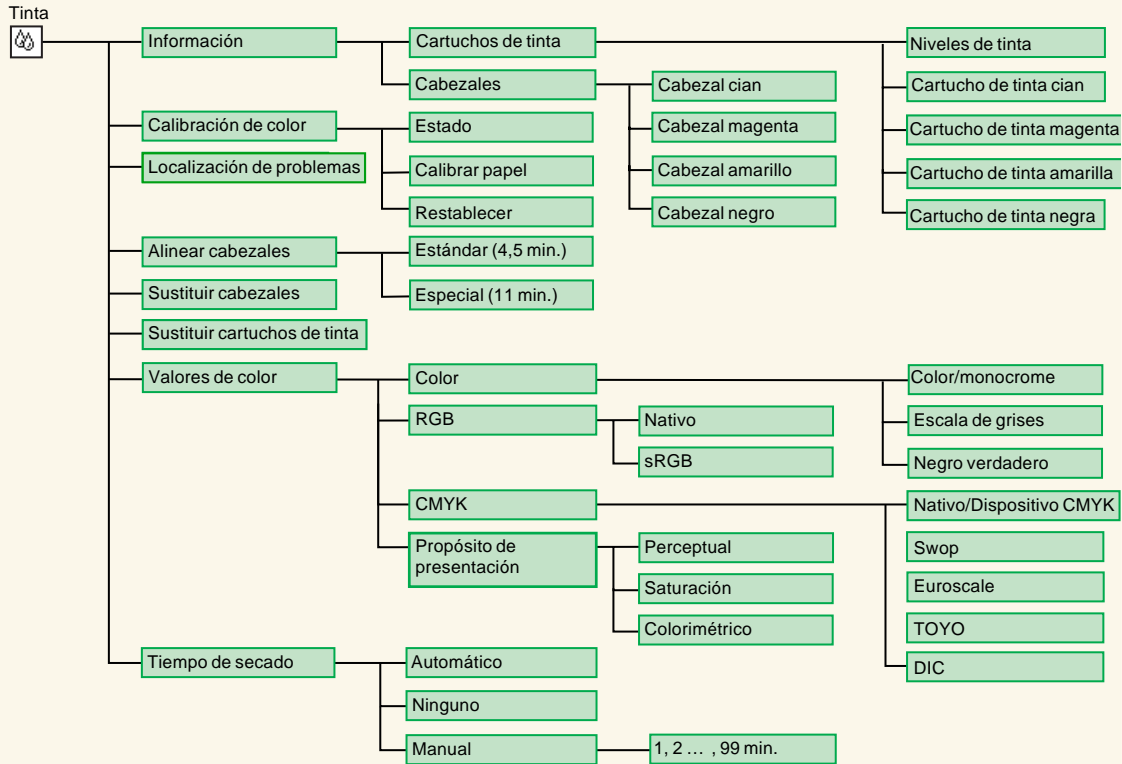 Tinta
Información
Cartuchos de tinta
Niveles de tinta
Cabezales
Cabezal cian
Cartucho de tinta cian
Calibración de color
Estado
Cabezal magenta
Cartucho de tinta magenta
Localización de problemas
Calibrar papel
Cabezal amarillo
Cartucho de tinta amarilla
Restablecer
Cabezal negro
Cartucho de tinta negra
Alinear cabezales
Estándar (4,5 min.)
Sustituir cabezales
Especial (11 min.)
Sustituir cartuchos de tinta
Valores de color
Color
Color/monocrome
RGB
Nativo
Escala de grises
sRGB
Negro verdadero
CMYK
Nativo/Dispositivo CMYK
Propósito de
presentación
Perceptual
Swop
Saturación
Euroscale
Colorimétrico
TOYO
Tiempo de secado
Automático
DIC
Ninguno
Manual
1, 2 ... , 99 min.